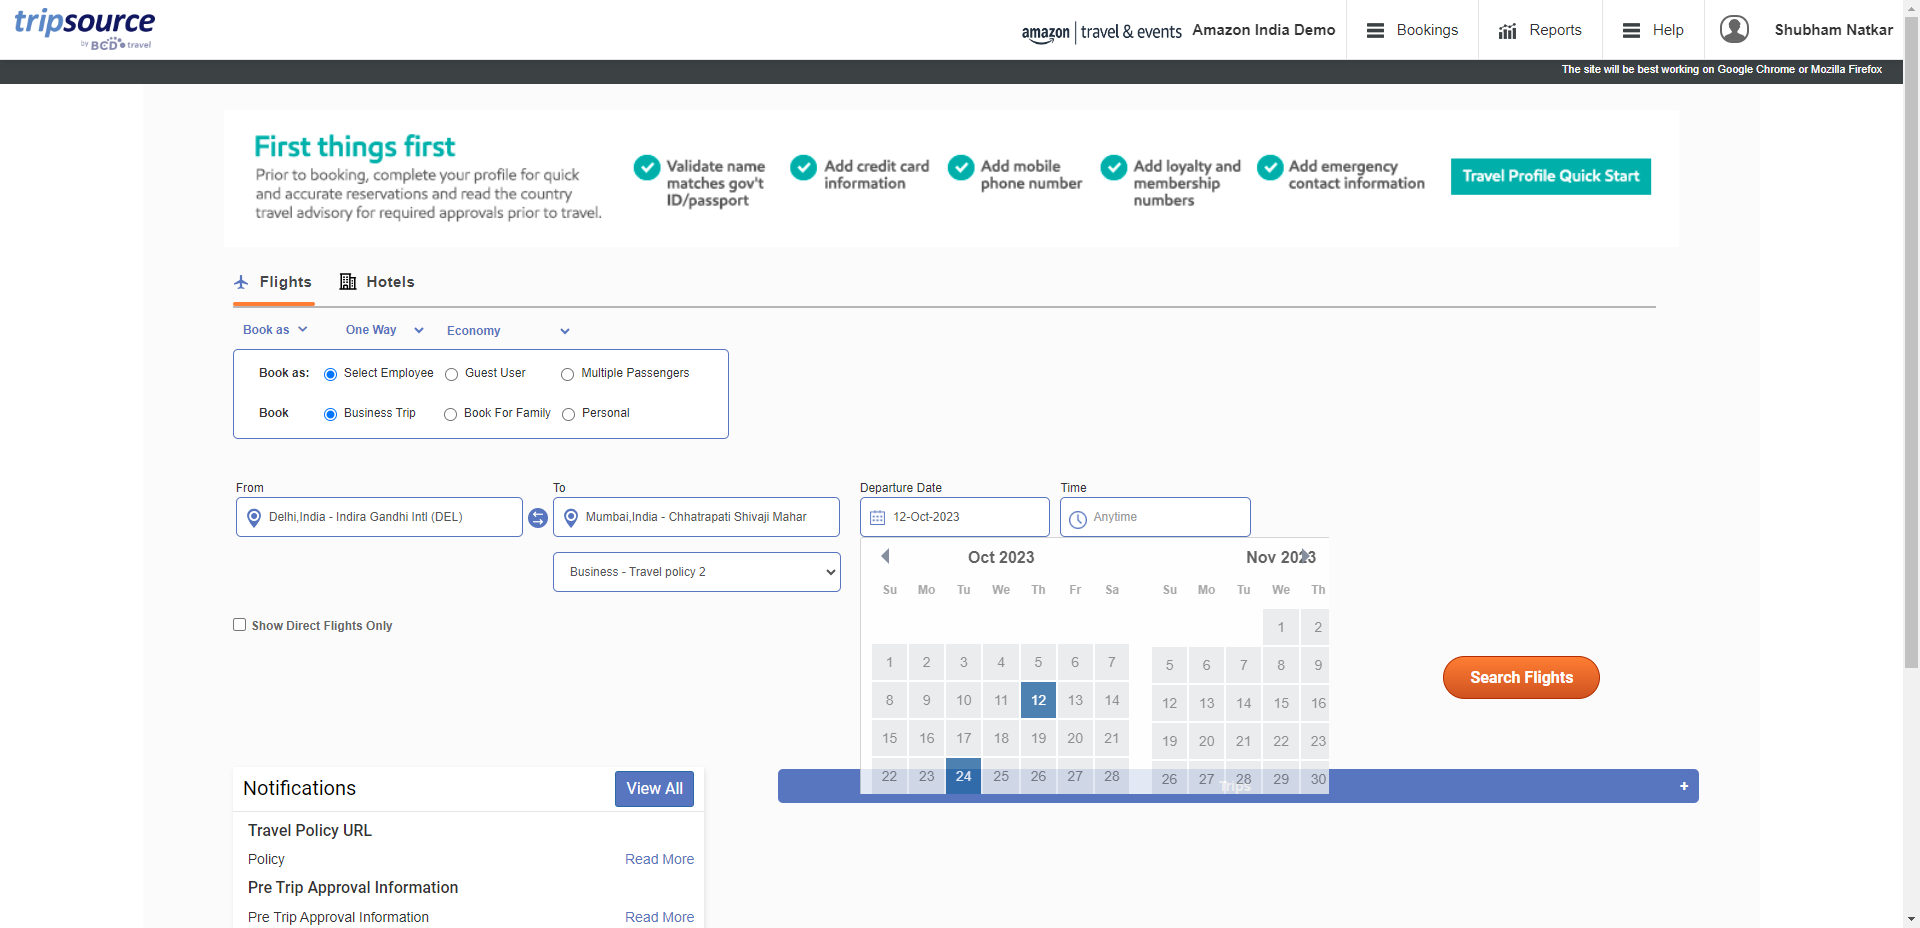 tripsource
by BCD travel
amazon travel & events
Amazon India Demo
Bookings
Reports
Help
Shubham Natkar
The site will be best working on Google Chrome or Mozilla Firefox
First things first
Prior to booking, complete your profile for quick
and accurate reservations and read the country
travel advisory for required approvals prior to travel.
Validate name
matches gov't
ID/passport
Add credit card
information
Add mobile
phone number
Add loyalty and
membership
numbers
Add emergency
contact information
Travel Profile Quick Start
Flights
Hotels
Book as
One Way
Economy
Book as: Select Employee Guest User Multiple Passengers
Book Business Trip Book For Family Personal
From
Delhi,India - Indira Gandhi Intl (DEL)
To
Mumbai,India - Chhatrapati Shivaji Mahar
Departure Date
12-Oct-2023
Time
Anytime
Business - Travel policy 2
Show Direct Flights Only
Oct 2023
Su Mo Tu We Th Fr Sa
1 2 3 4 5 6 7
8 9 10 11 12 13 14
15 16 17 18 19 20 21
22 23 24 25 26 27 28
Nov 2023
Su Mo Tu We Th
1 2
5 6 7 8 9
12 13 14 15 16
19 20 21 22 23
26 27 28 29 30
Search Flights
Trips
+
Notifications
View All
Travel Policy URL
Policy
Read More
Pre Trip Approval Information
Pre Trip Approval Information
Read More